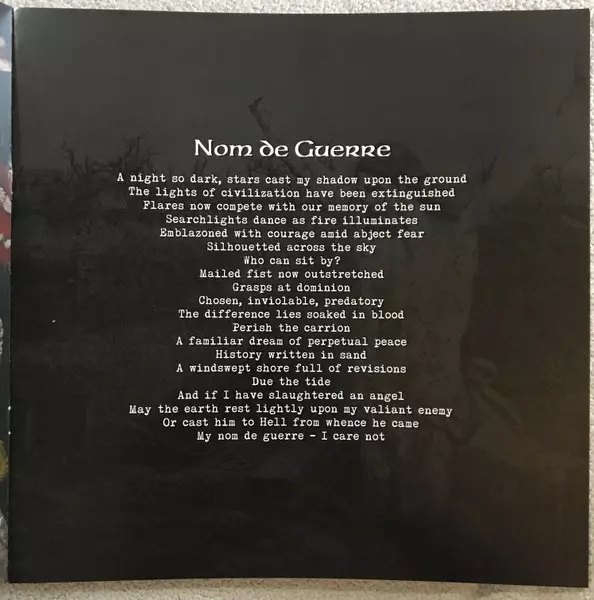 Nom de Guerre
A night so dark, stars cast my shadow upon the ground
The lights of civilization have been extinguished
Flares now compete with our memory of the sun
Searchlights dance as fire illuminates
Emblazoned with courage amid abject fear
Silhouetted across the sky
Who can sit by?
Mailed fist now outstretched
Grasps at dominion
Chosen, inviolable, predatory
The difference lies soaked in blood
Perish the carrion
A familiar dream of perpetual peace
History written in sand
A windswept shore full of revisions
Due the tide
And if I have slaughtered an angel
May the earth rest lightly upon my valiant enemy
Or cast him to Hell from whence he came
My nom de guerre – I care not